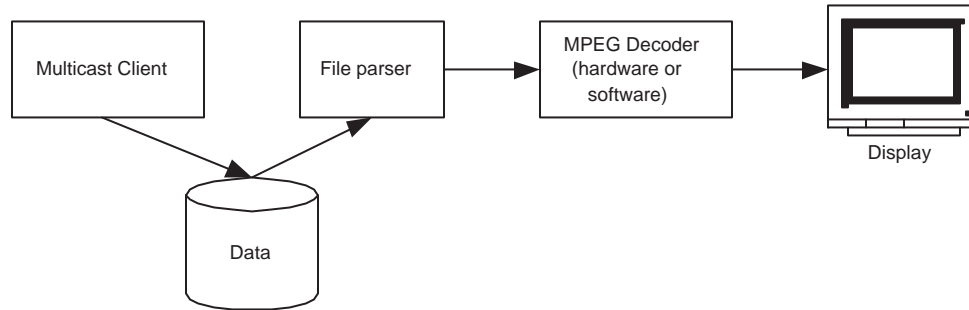 Multicast Client
File parser
MPEG Decoder
(hardware or
software)
Display
Data